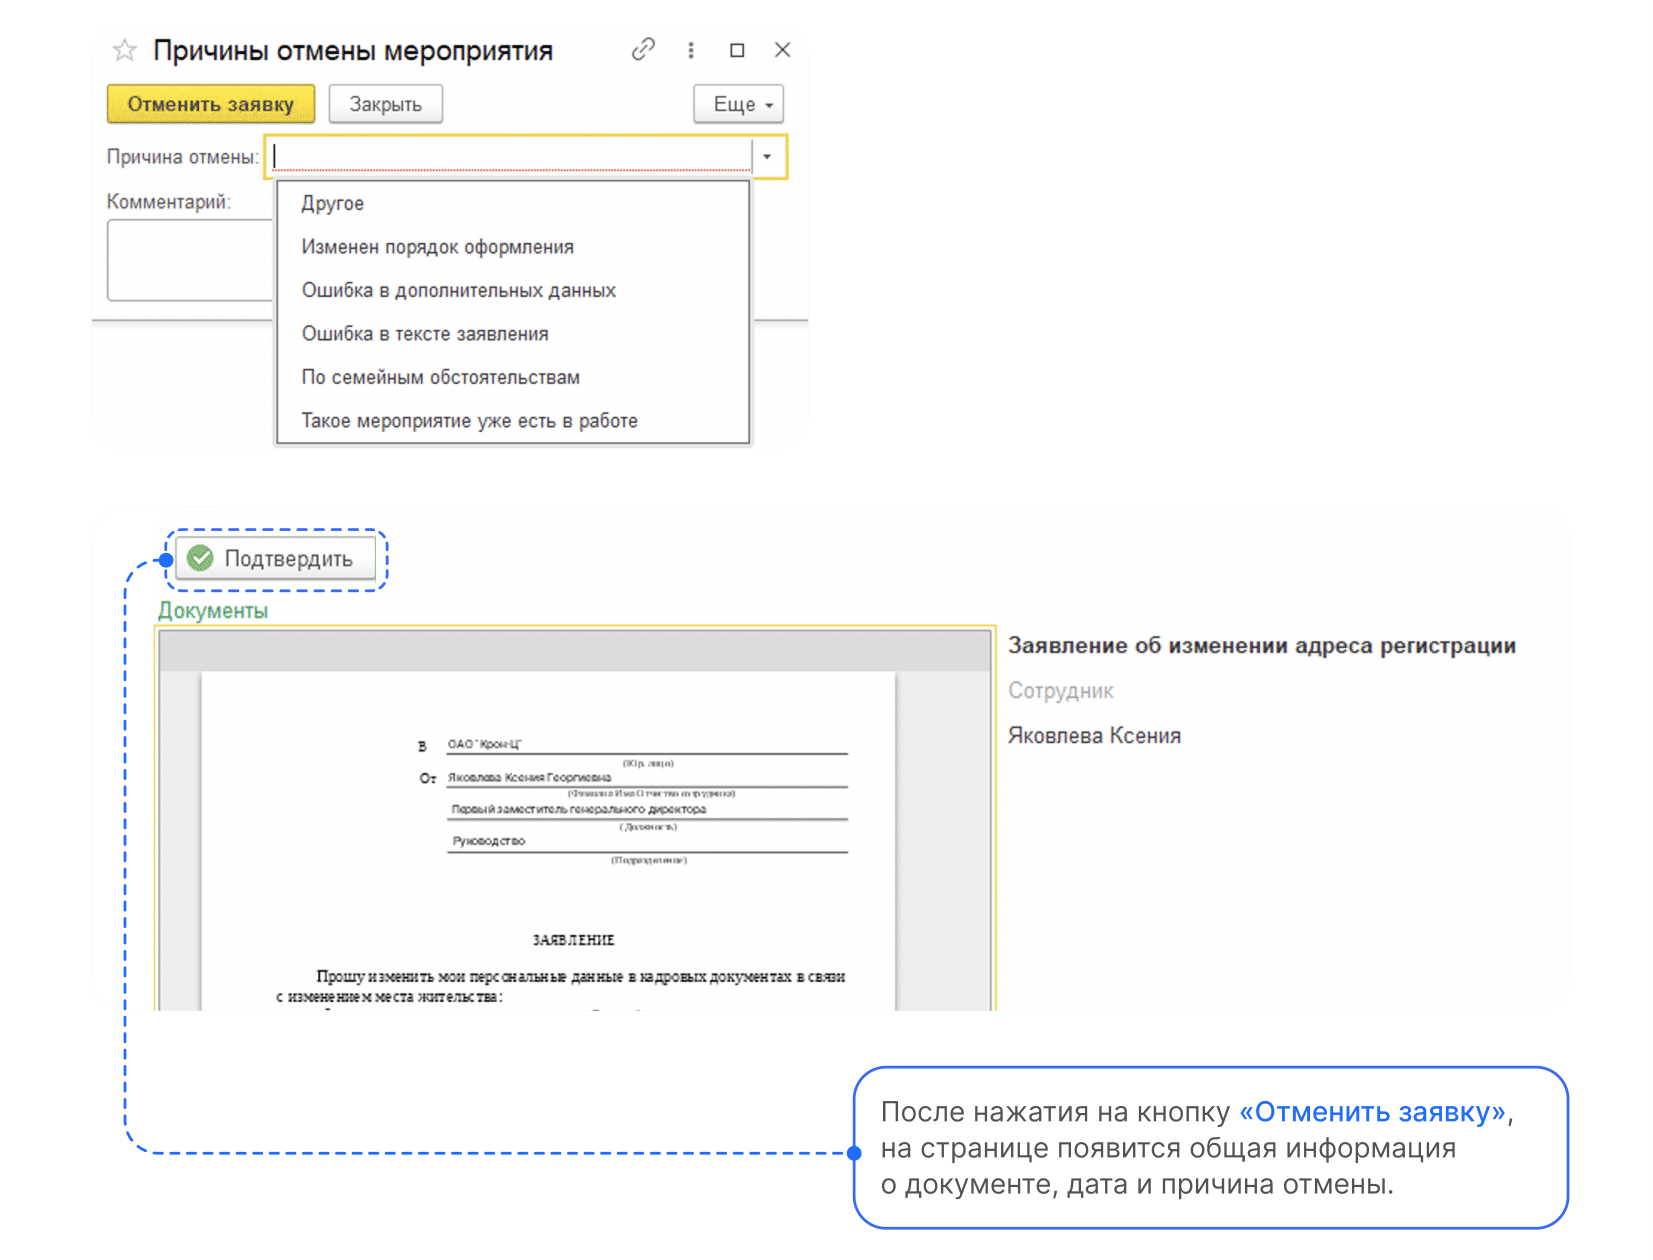 Причины отмены мероприятия
Отменить заявку
Закрыть
Еще
Причина отмены:
Комментарий:
Другое
Изменен порядок оформления
Ошибка в дополнительных данных
Ошибка в тексте заявления
По семейным обстоятельствам
Такое мероприятие уже есть в работе
Подтвердить
Документы
В ОАО "Крон-Ц"
(Юр. лицо)
От Яковлева Ксения Георгиевна
(Фамилия Имя Отчество сотрудника)
Первый заместитель генерального директора
(Должность)
Руководство
(Подразделение)
ЗАЯВЛЕНИЕ
Прошу изменить мои персональные данные в кадровых документах в связи
с изменением места жительства:
Заявление об изменении адреса регистрации
Сотрудник
Яковлева Ксения
После нажатия на кнопку «Отменить заявку»,
на странице появится общая информация
о документе, дата и причина отмены.